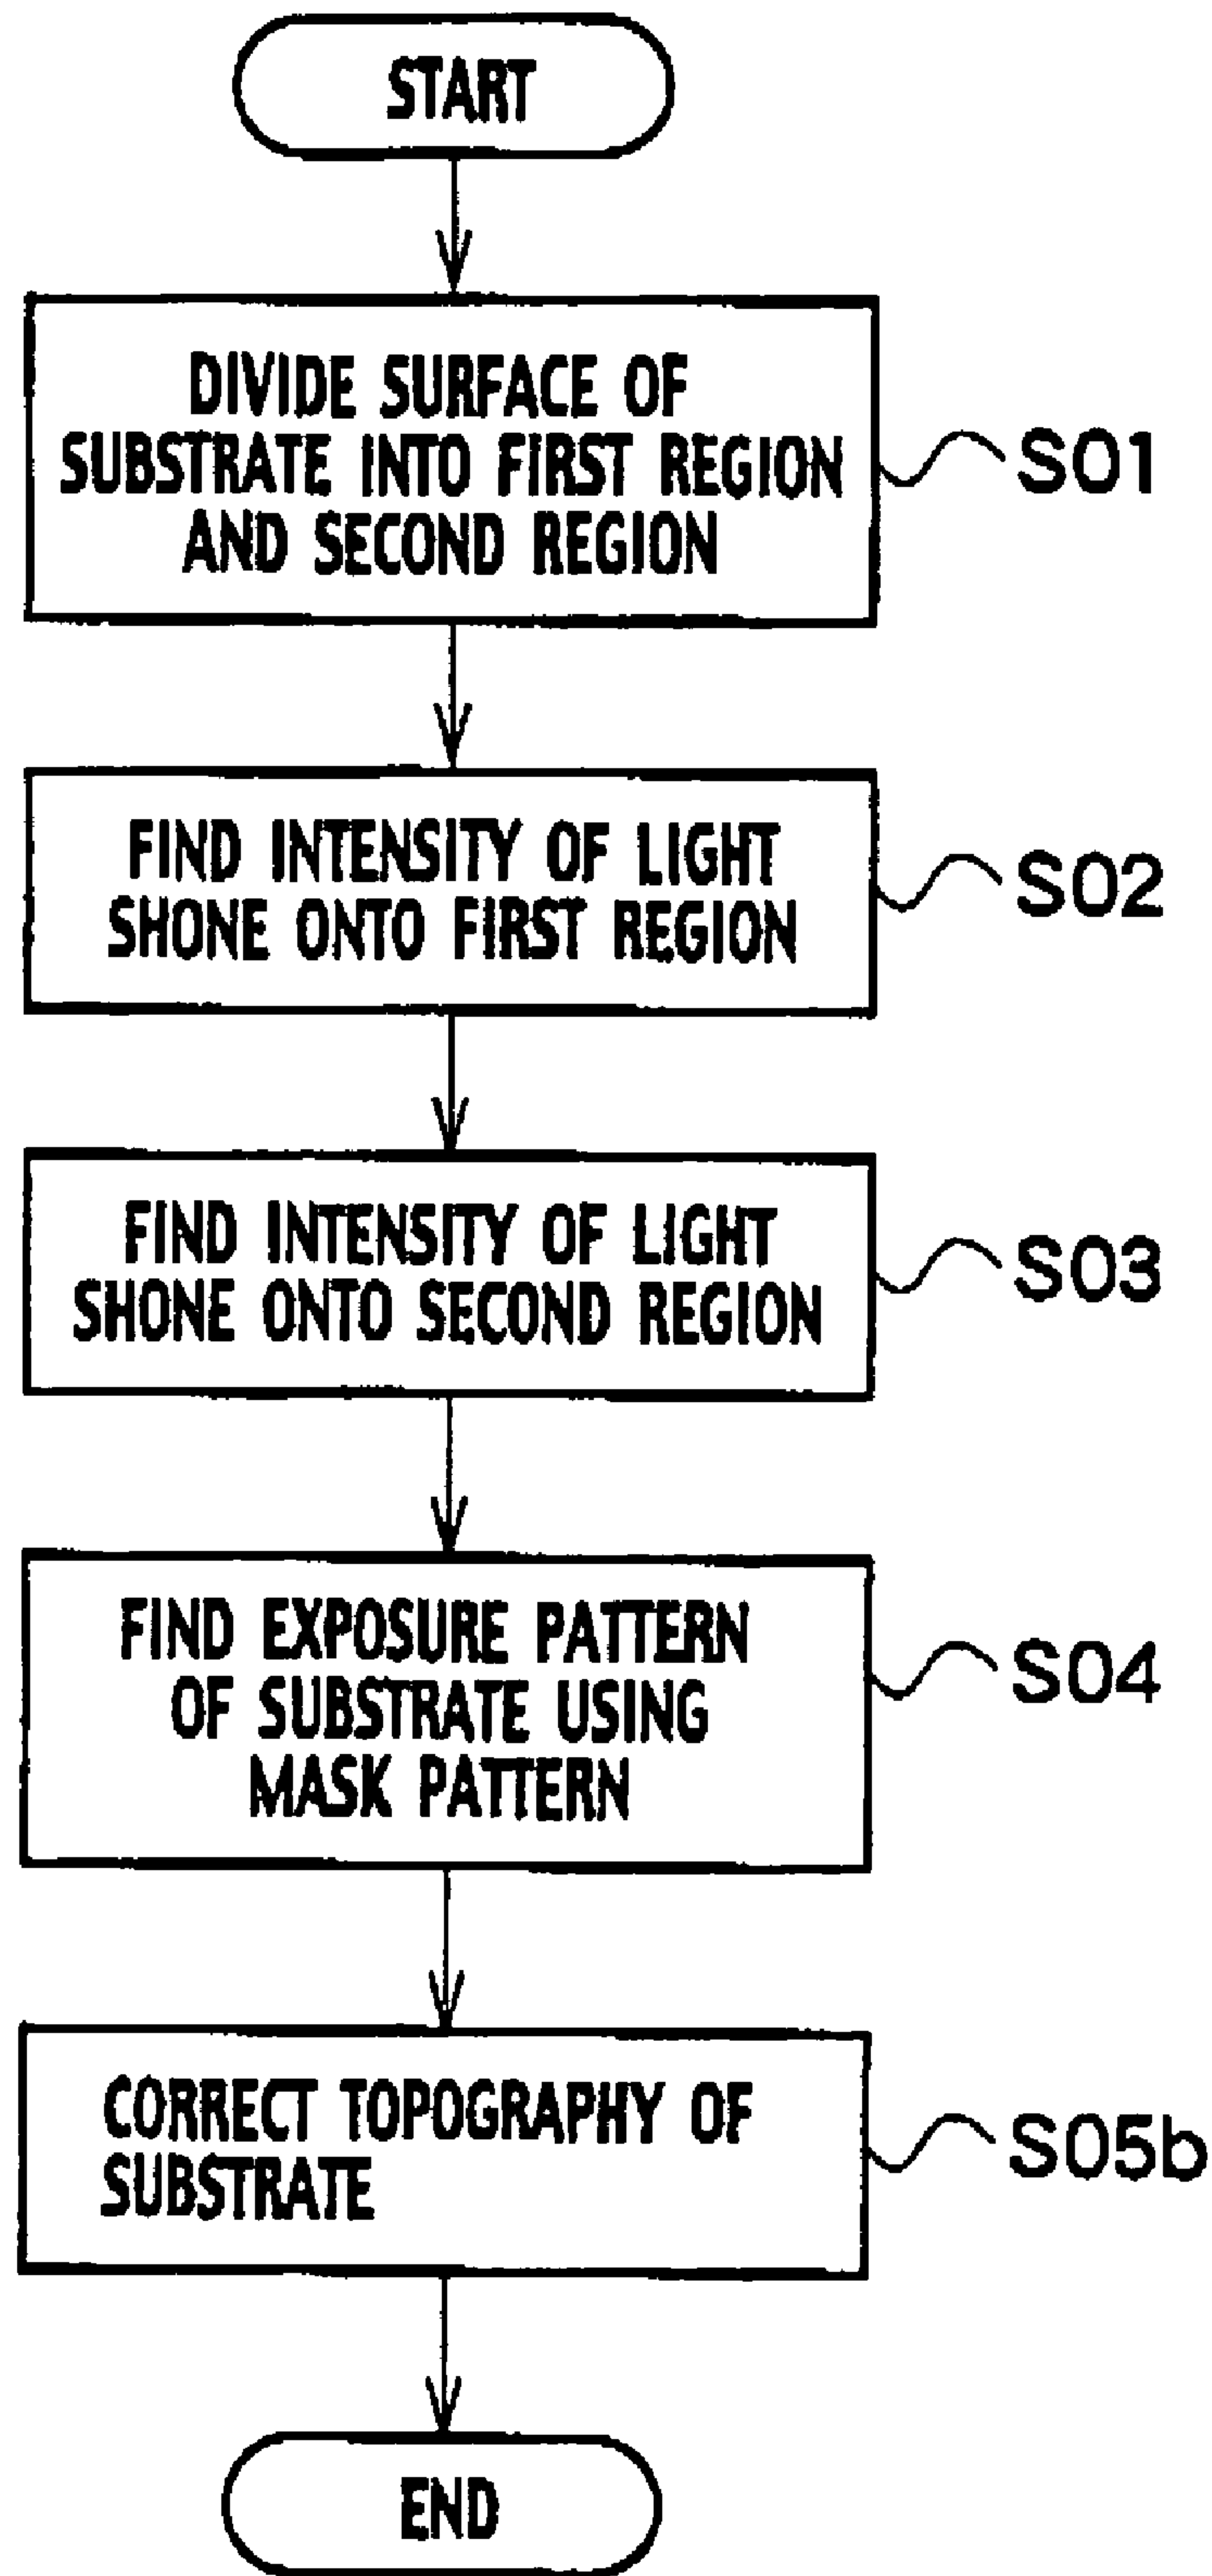 START
DIVIDE SURFACE OF
SUBSTRATE INTO FIRST REGION
AND SECOND REGION
S01
FIND INTENSITY OF LIGHT
SHONE ONTO FIRST REGION
S02
FIND INTENSITY OF LIGHT
SHONE ONTO SECOND REGION
S03
FIND EXPOSURE PATTERN
OF SUBSTRATE USING
MASK PATTERN
S04
CORRECT TOPOGRAPHY OF
SUBSTRATE
S05b
END